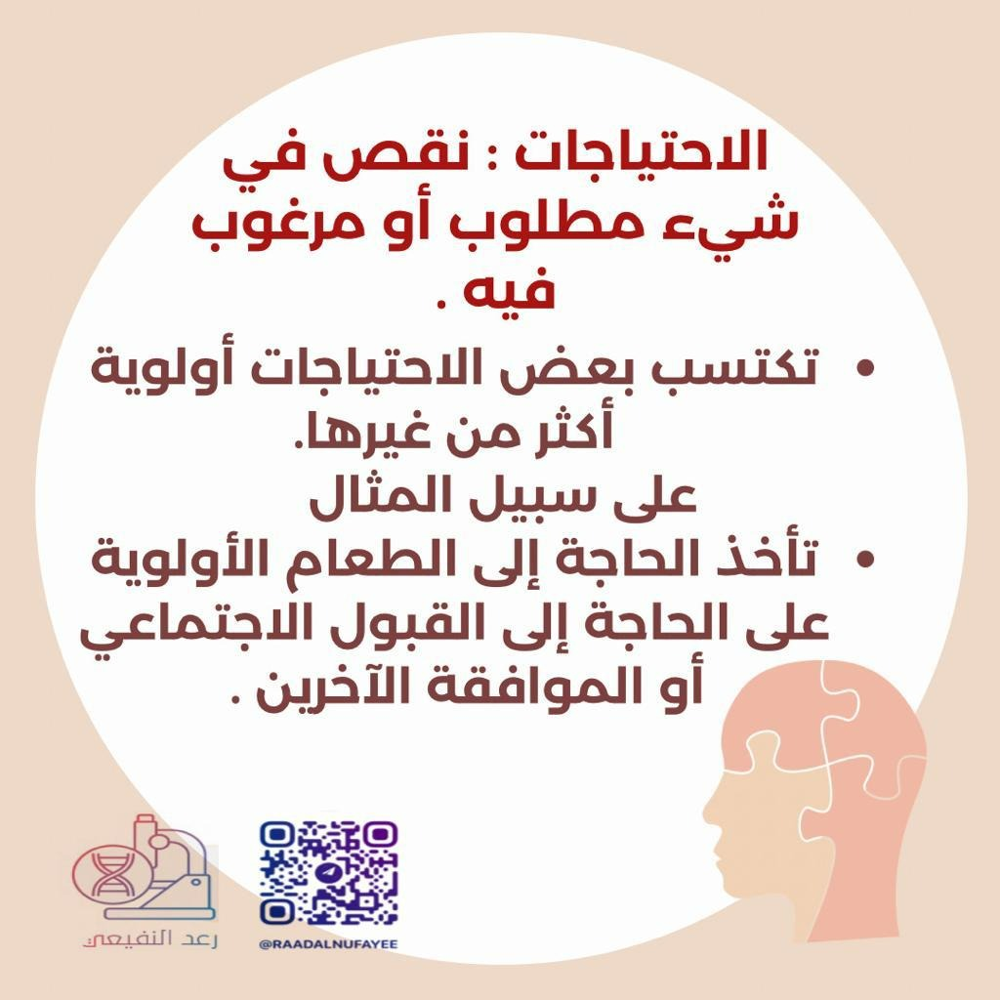 الاحتياجات : نقص في
شيء مطلوب أو مرغوب
فيه .
• تكتسب بعض الاحتياجات أولوية
أكثر من غيرها.
على سبيل المثال
• تأخذ الحاجة إلى الطعام الأولوية
على الحاجة إلى القبول الاجتماعي
أو الموافقة الآخرين .
رعد النفيعي
@RAADALNUFAYEE